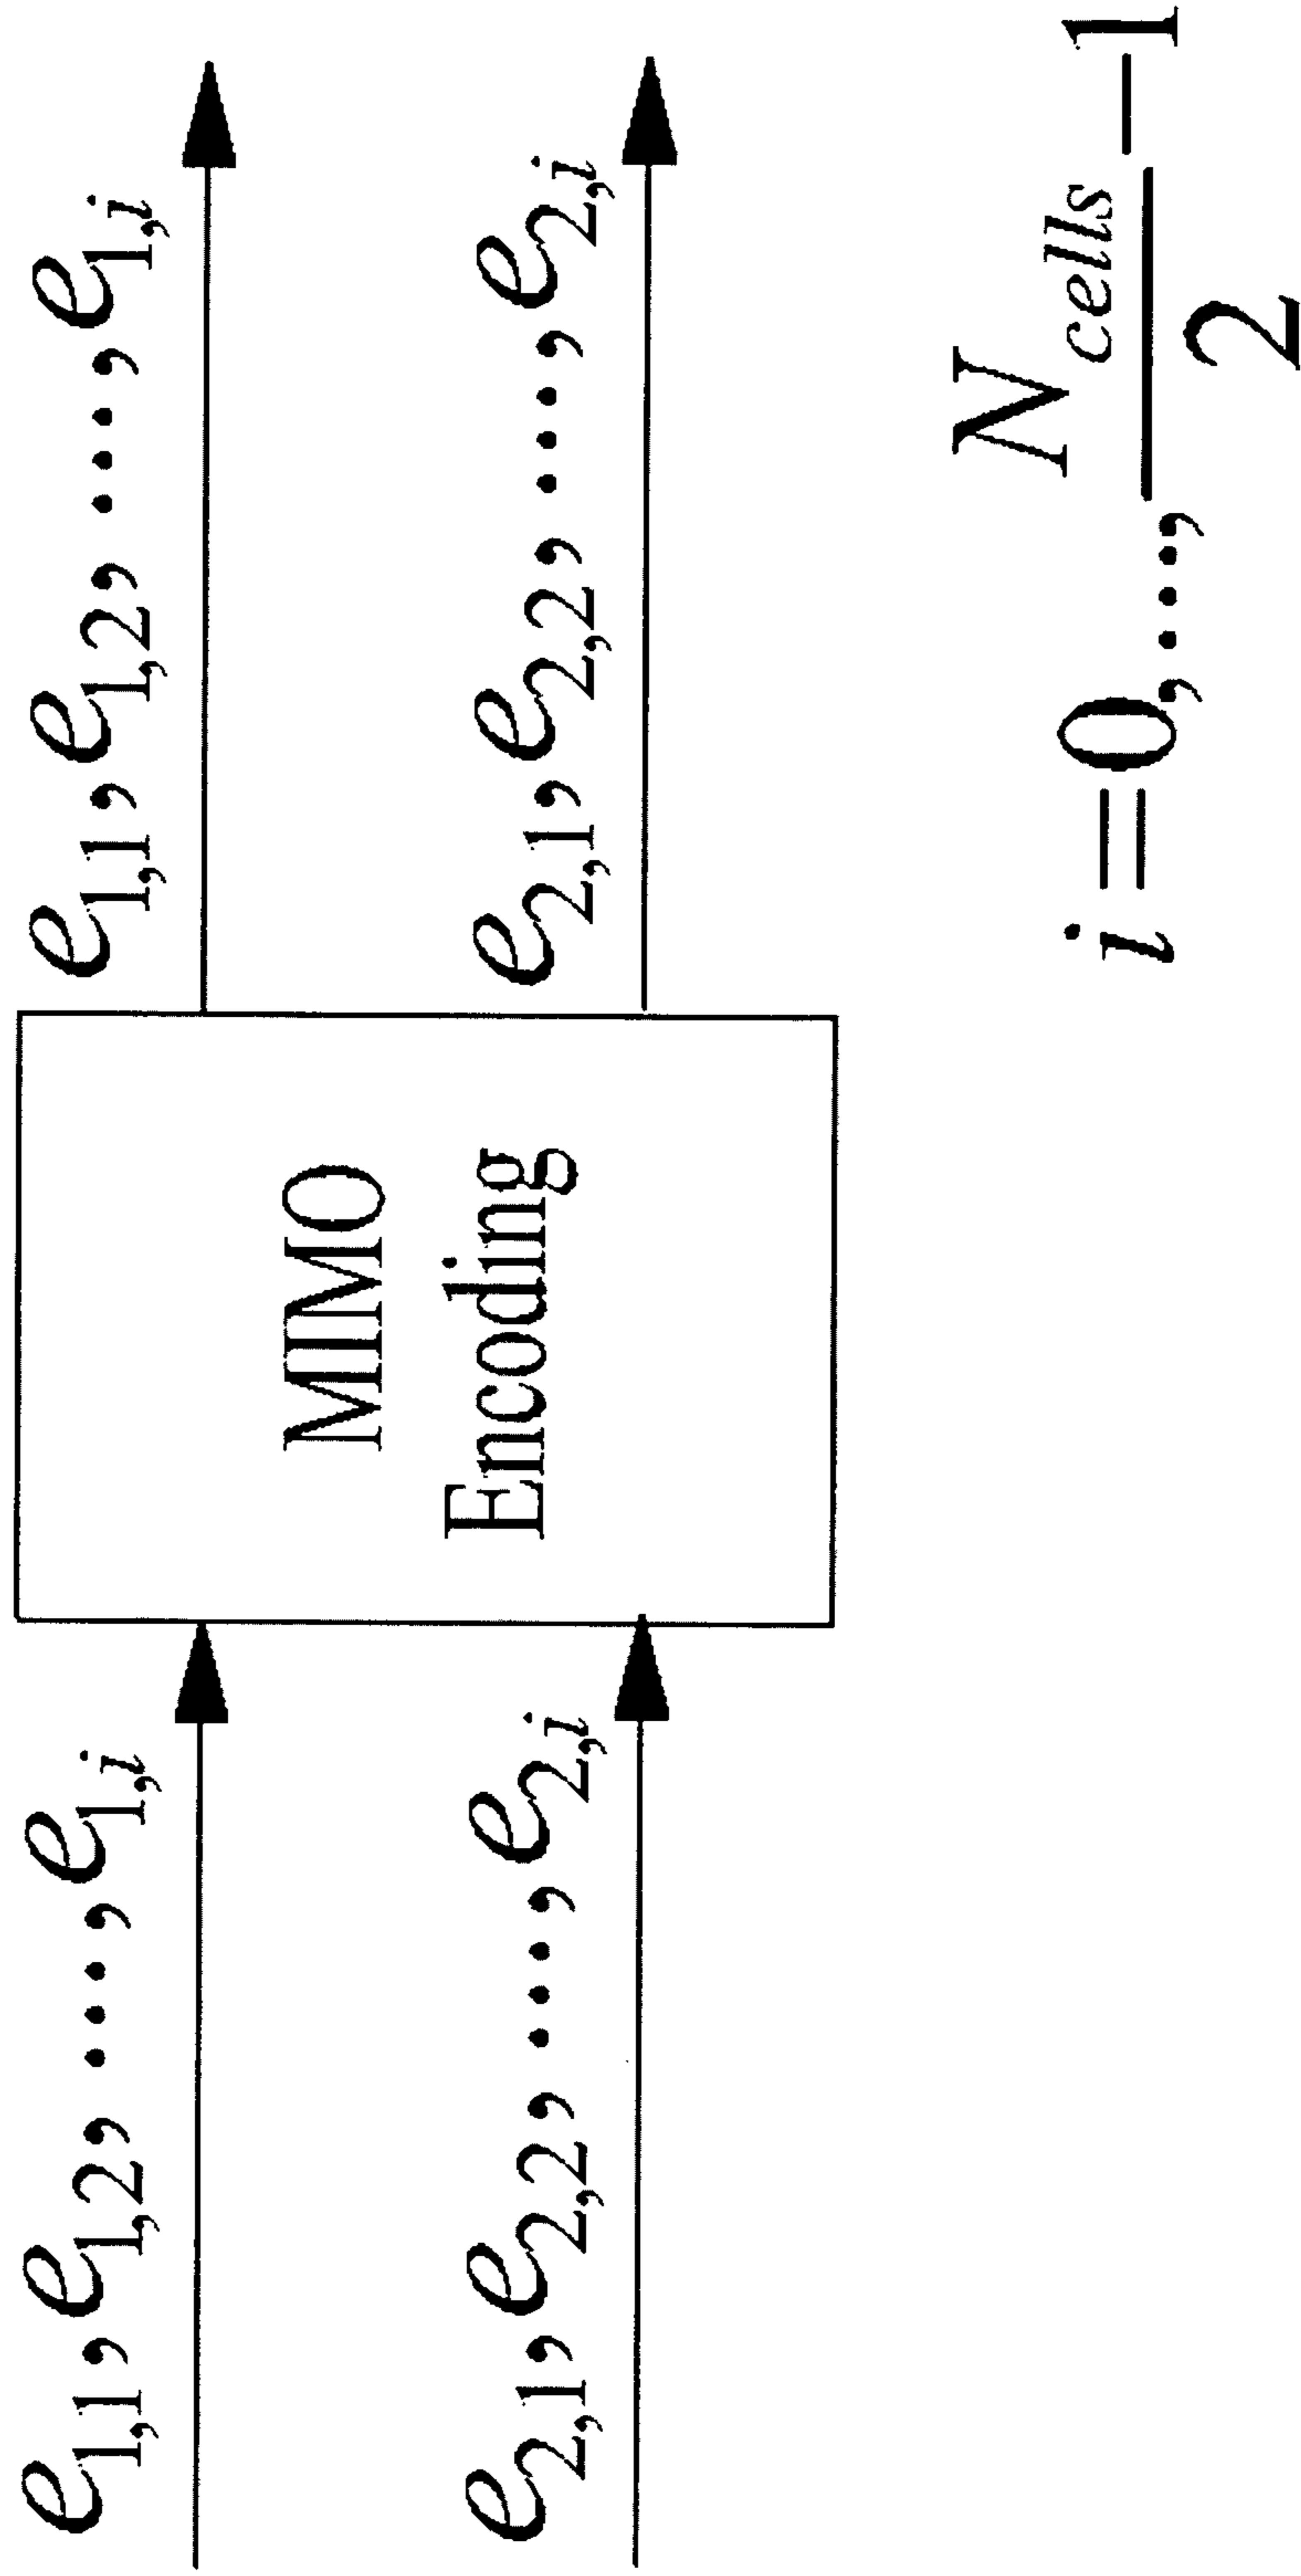 e1,1, e1,2, ..., e1,i
e2,1, e2,2, ..., e2,i
MIMO
Encoding
e1,1, e1,2, ..., e1,i
e2,1, e2,2, ..., e2,i
i=0,..., Ncells/2 −1